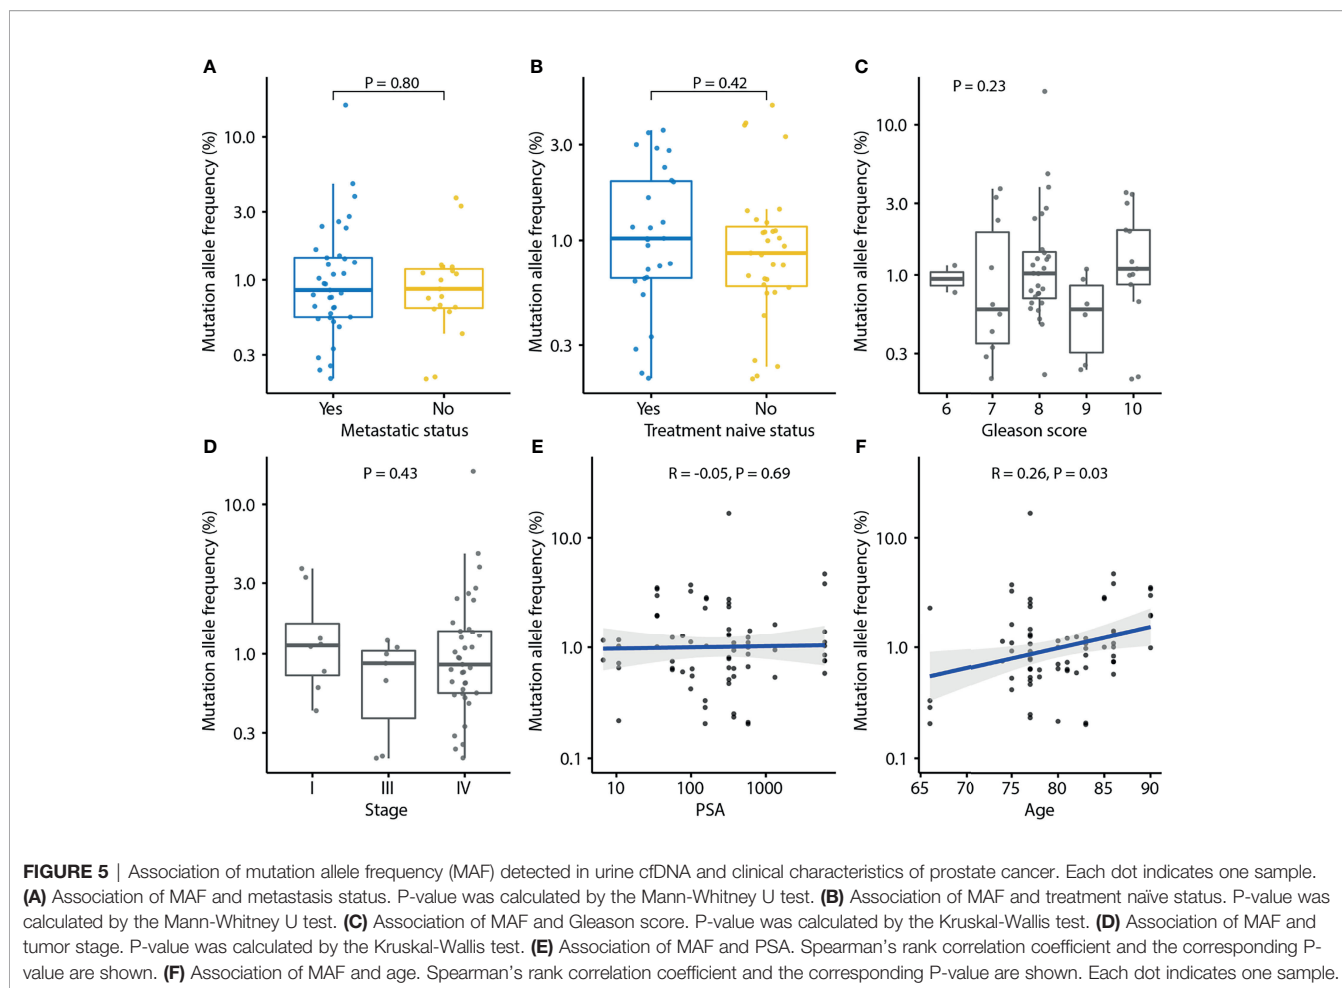 A
P = 0.80
Mutation allele frequency (%)
10.0
3.0
1.0
0.3
Yes No
Metastatic status
B
P = 0.42
Mutation allele frequency (%)
3.0
1.0
0.3
Yes No
Treatment naive status
C
P = 0.23
Mutation allele frequency (%)
10.0
3.0
1.0
0.3
6 7 8 9 10
Gleason score
D
P = 0.43
Mutation allele frequency (%)
10.0
3.0
1.0
0.3
I III IV
Stage
E
R = -0.05, P = 0.69
Mutation allele frequency (%)
10.0
1.0
0.1
10 100 1000
PSA
F
R = 0.26, P = 0.03
Mutation allele frequency (%)
10.0
1.0
0.1
65 70 75 80 85 90
Age
FIGURE 5 | Association of mutation allele frequency (MAF) detected in urine cfDNA and clinical characteristics of prostate cancer. Each dot indicates one sample.
(A) Association of MAF and metastasis status. P-value was calculated by the Mann-Whitney U test. (B) Association of MAF and treatment naïve status. P-value was
calculated by the Mann-Whitney U test. (C) Association of MAF and Gleason score. P-value was calculated by the Kruskal-Wallis test. (D) Association of MAF and
tumor stage. P-value was calculated by the Kruskal-Wallis test. (E) Association of MAF and PSA. Spearman's rank correlation coefficient and the corresponding P-
value are shown. (F) Association of MAF and age. Spearman's rank correlation coefficient and the corresponding P-value are shown. Each dot indicates one sample.